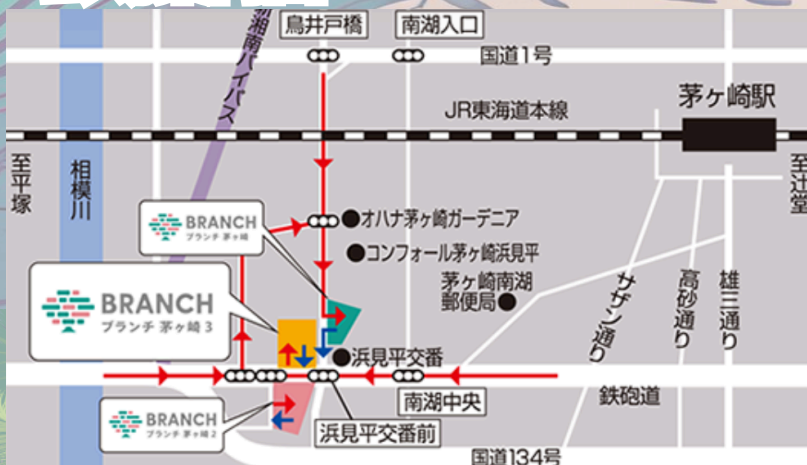 鳥井戸橋
南湖入口
新湘南バイパス
国道1号
JR東海道本線
茅ヶ崎駅
至平塚
相模川
至辻堂
BRANCH
ブランチ 茅ヶ崎
オハナ茅ヶ崎ガーデニア
コンフォール茅ヶ崎浜見平
茅ヶ崎南湖
郵便局
BRANCH
ブランチ 茅ヶ崎 3
サザン通り
高砂通り
雄三通り
浜見平交番
南湖中央
鉄砲道
BRANCH
ブランチ 茅ヶ崎 2
浜見平交番前
国道134号